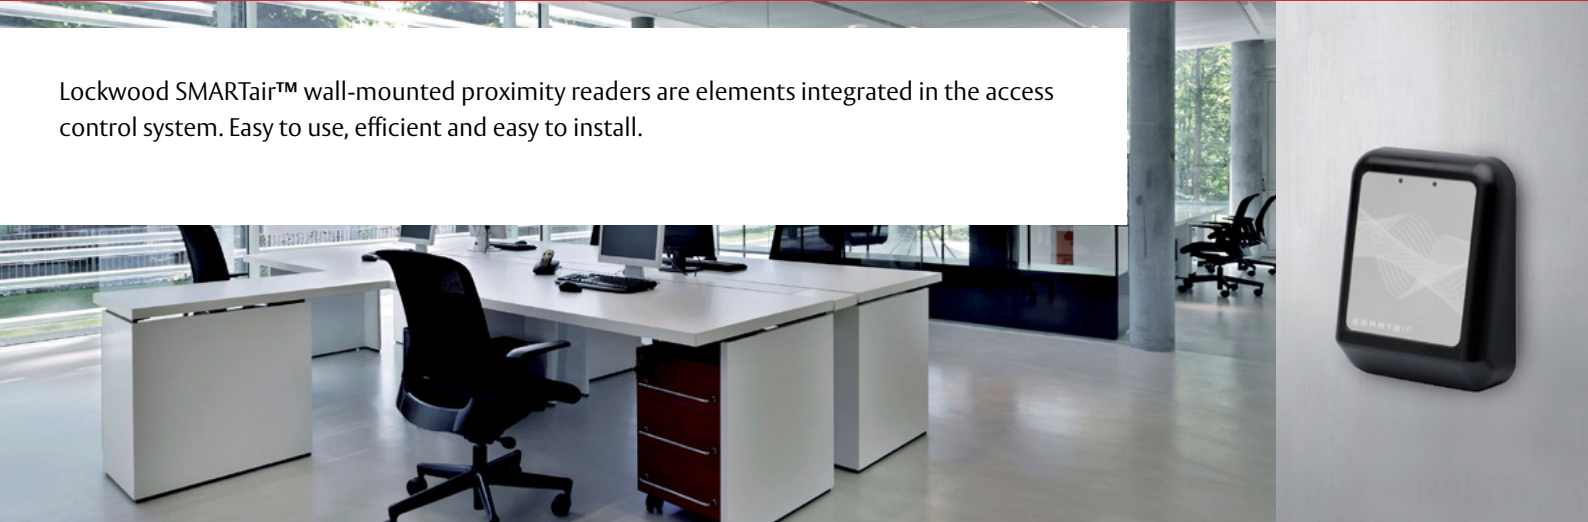 Lockwood SMARTair™ wall-mounted proximity readers are elements integrated in the access
control system. Easy to use, efficient and easy to install.
SMARTair